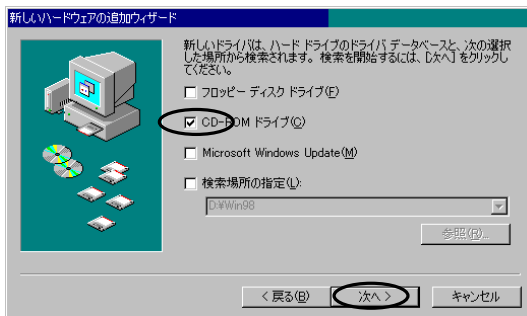 新しいハードウェアの追加ウィザード
新しいドライバは、ハード ドライブのドライバ データベースと、次の選択
した場所から検索されます。検索を開始するには、[次へ] をクリックし
てください。
フロッピー ディスク ドライブ(F)
CD-ROM ドライブ(C)
Microsoft Windows Update(M)
検索場所の指定(L):
D:¥Win98
参照(R)...
< 戻る(B)
次へ >
キャンセル